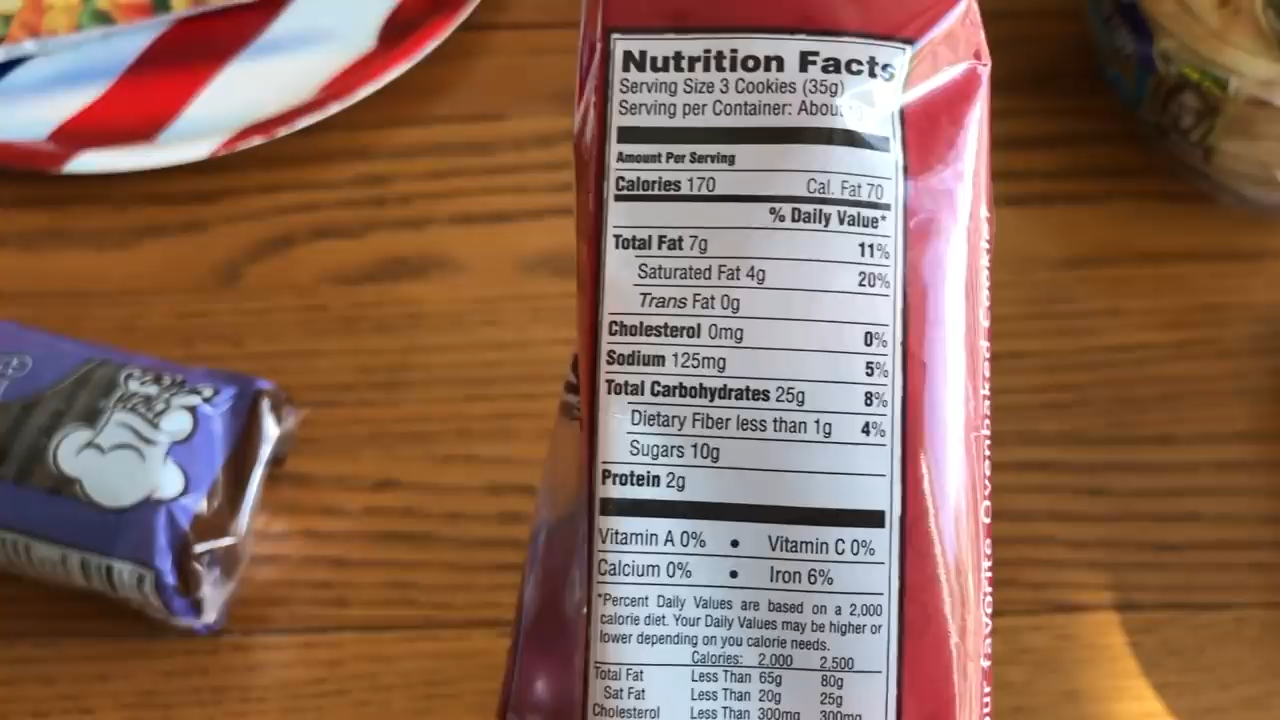 Nutrition Facts
Serving Size 3 Cookies (35g)
Serving per Container: About
Amount Per Serving
Calories 170 Cal. Fat 70
% Daily Value*
Total Fat 7g 11%
Saturated Fat 4g 20%
Trans Fat 0g
Cholesterol 0mg 0%
Sodium 125mg 5%
Total Carbohydrates 25g 8%
Dietary Fiber less than 1g 4%
Sugars 10g
Protein 2g
Vitamin A 0% • Vitamin C 0%
Calcium 0% • Iron 6%
*Percent Daily Values are based on a 2,000
calorie diet. Your Daily Values may be higher or
lower depending on you calorie needs.
Calories: 2,000 2,500
Total Fat Less Than 65g 80g
Sat Fat Less Than 20g 25g
Cholesterol Less Than 300mg 300mg
favorite Ovenbaked Cookies